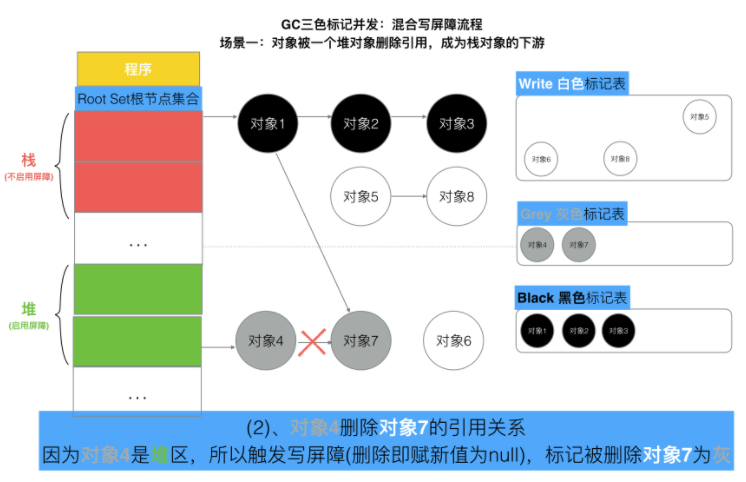 GC三色标记并发：混合写屏障流程
场景一：对象被一个堆对象删除引用，成为栈对象的下游
程序
Root Set根节点集合
栈
(不启用屏障)
...
堆
(启用屏障)
...
对象1
对象2
对象3
对象5
对象8
对象4
对象7
对象6
Write 白色标记表
对象5
对象6
对象8
Grey 灰色标记表
对象4
对象7
Black 黑色标记表
对象1
对象2
对象3
(2)、对象4删除对象7的引用关系
因为对象4是堆区，所以触发写屏障(删除即赋新值为null)，标记被删除对象7为灰